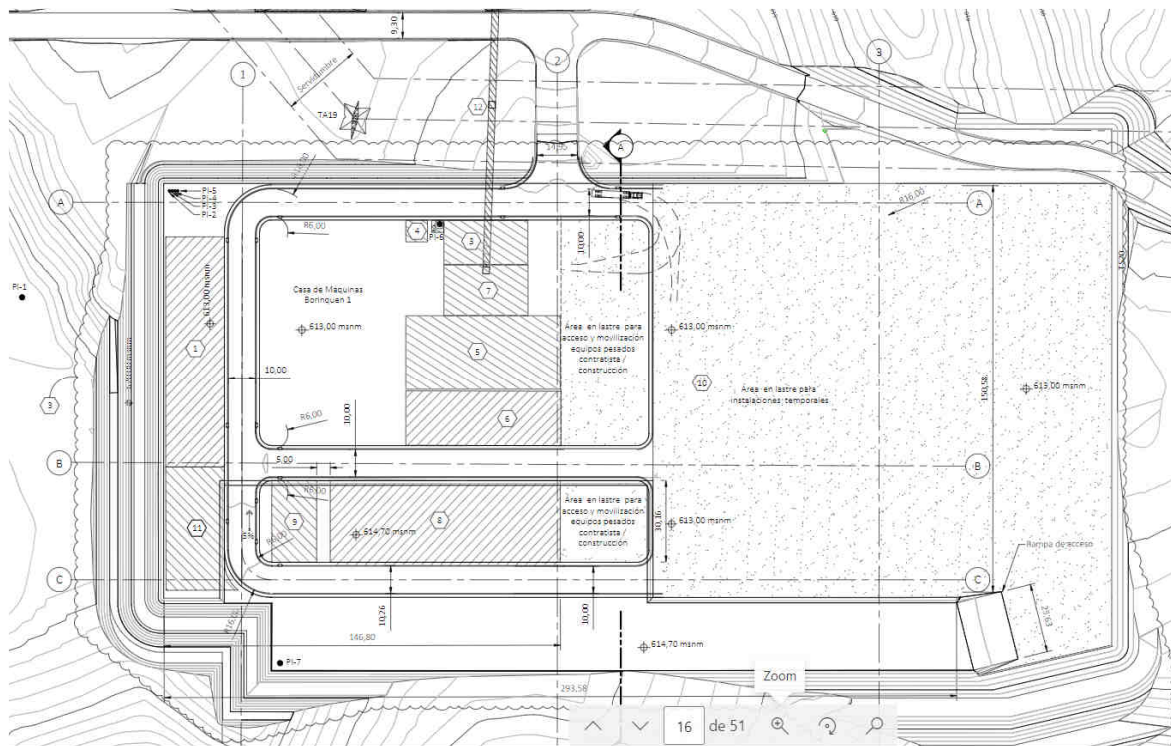 9,30
1
2
3
Servidumbre
TA19
12
14,95
A
PI-5
PI-4
PI-3
PI-2
A
A
R16,00
R6,00
4
3
PI-6
10,00
7
PI-1
613,00 msnm
Casa de Maquinas
Borinquen 1
613,00 msnm
1
5
Área en lastre para
acceso y movilización
equipos pesados
contratista /
construcción
613,00 msnm
10
Área en lastre para
instalaciones temporales
150,58
613,00 msnm
10,00
3
6
R6,00
10,00
B
B
5,00
R6,00
11
9
8
614,70 msnm
Área en lastre para
acceso y movilización
equipos pesados
contratista /
construcción
30,16
613,00 msnm
R6,00
Rampa de acceso
C
C
R16,00
10,26
10,00
25,63
146,80
614,70 msnm
PI-7
293,58
Zoom
16 de 51